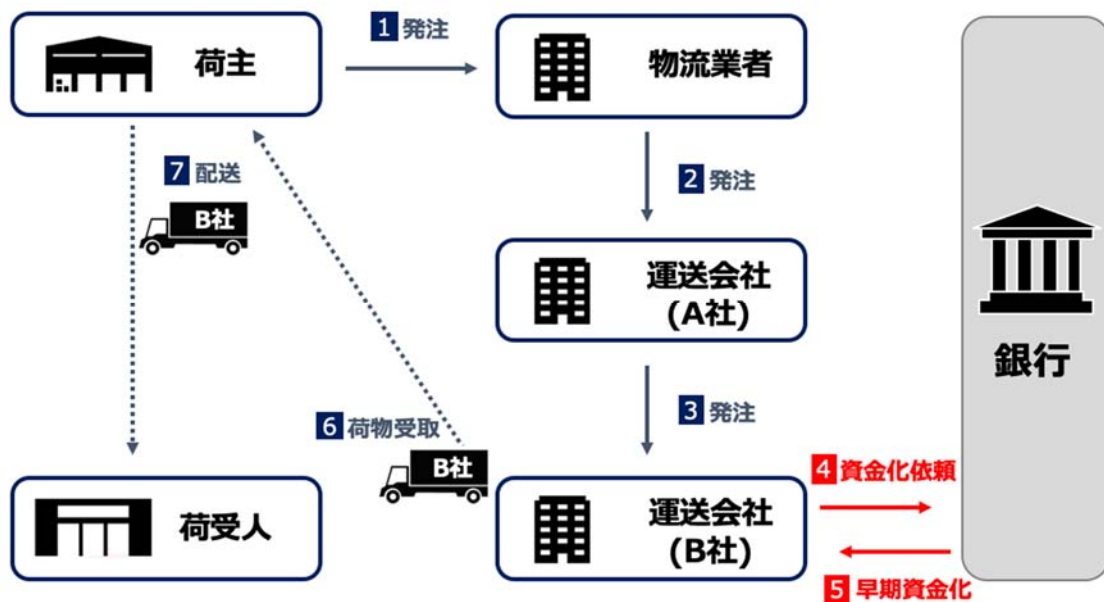 1 発注
荷主
物流業者
7 配送
B社
2 発注
運送会社
(A社)
銀行
3 発注
6 荷物受取
B社
4 資金化依頼
荷受人
運送会社
(B社)
5 早期資金化